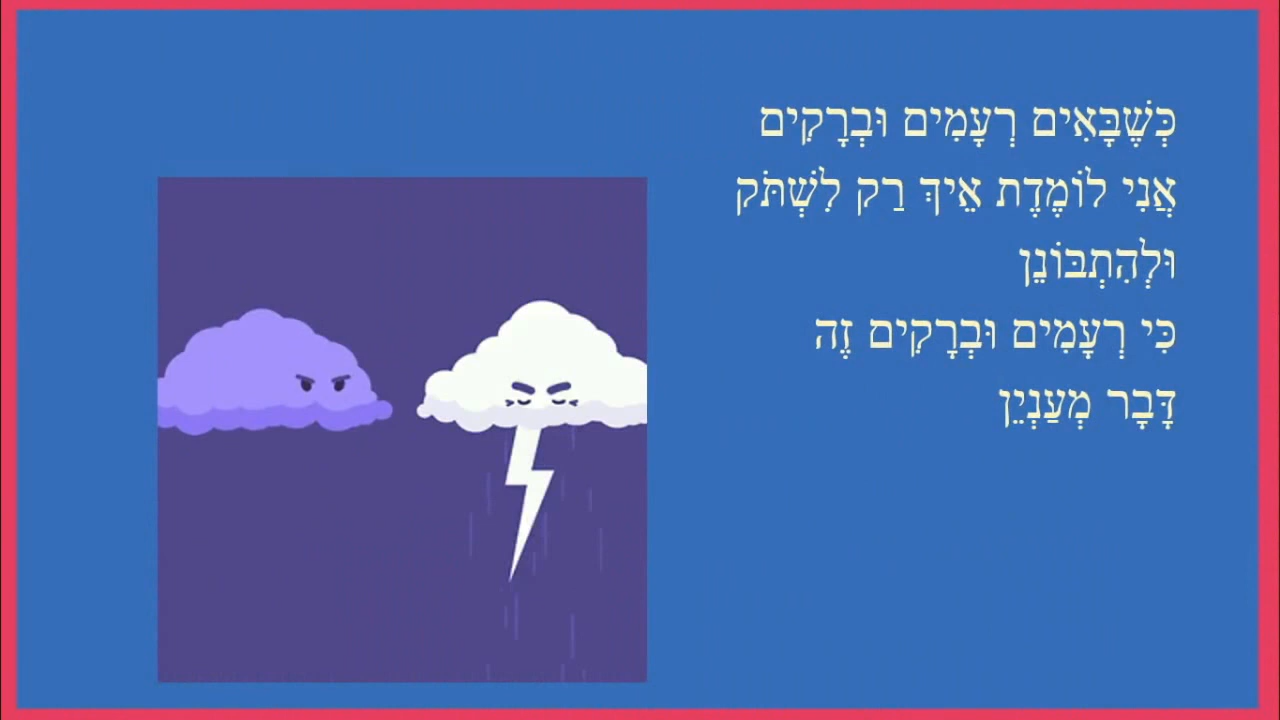 כְּשֶׁבָּאִים רְעָמִים וּבְרָקִים
אֲנִי לוֹמֶדֶת אֵיךְ רַק לִשְׁתֹּק
וּלְהִתְבּוֹנֵן
כִּי רְעָמִים וּבְרָקִים זֶה
דָּבָר מְעַנְיֵן